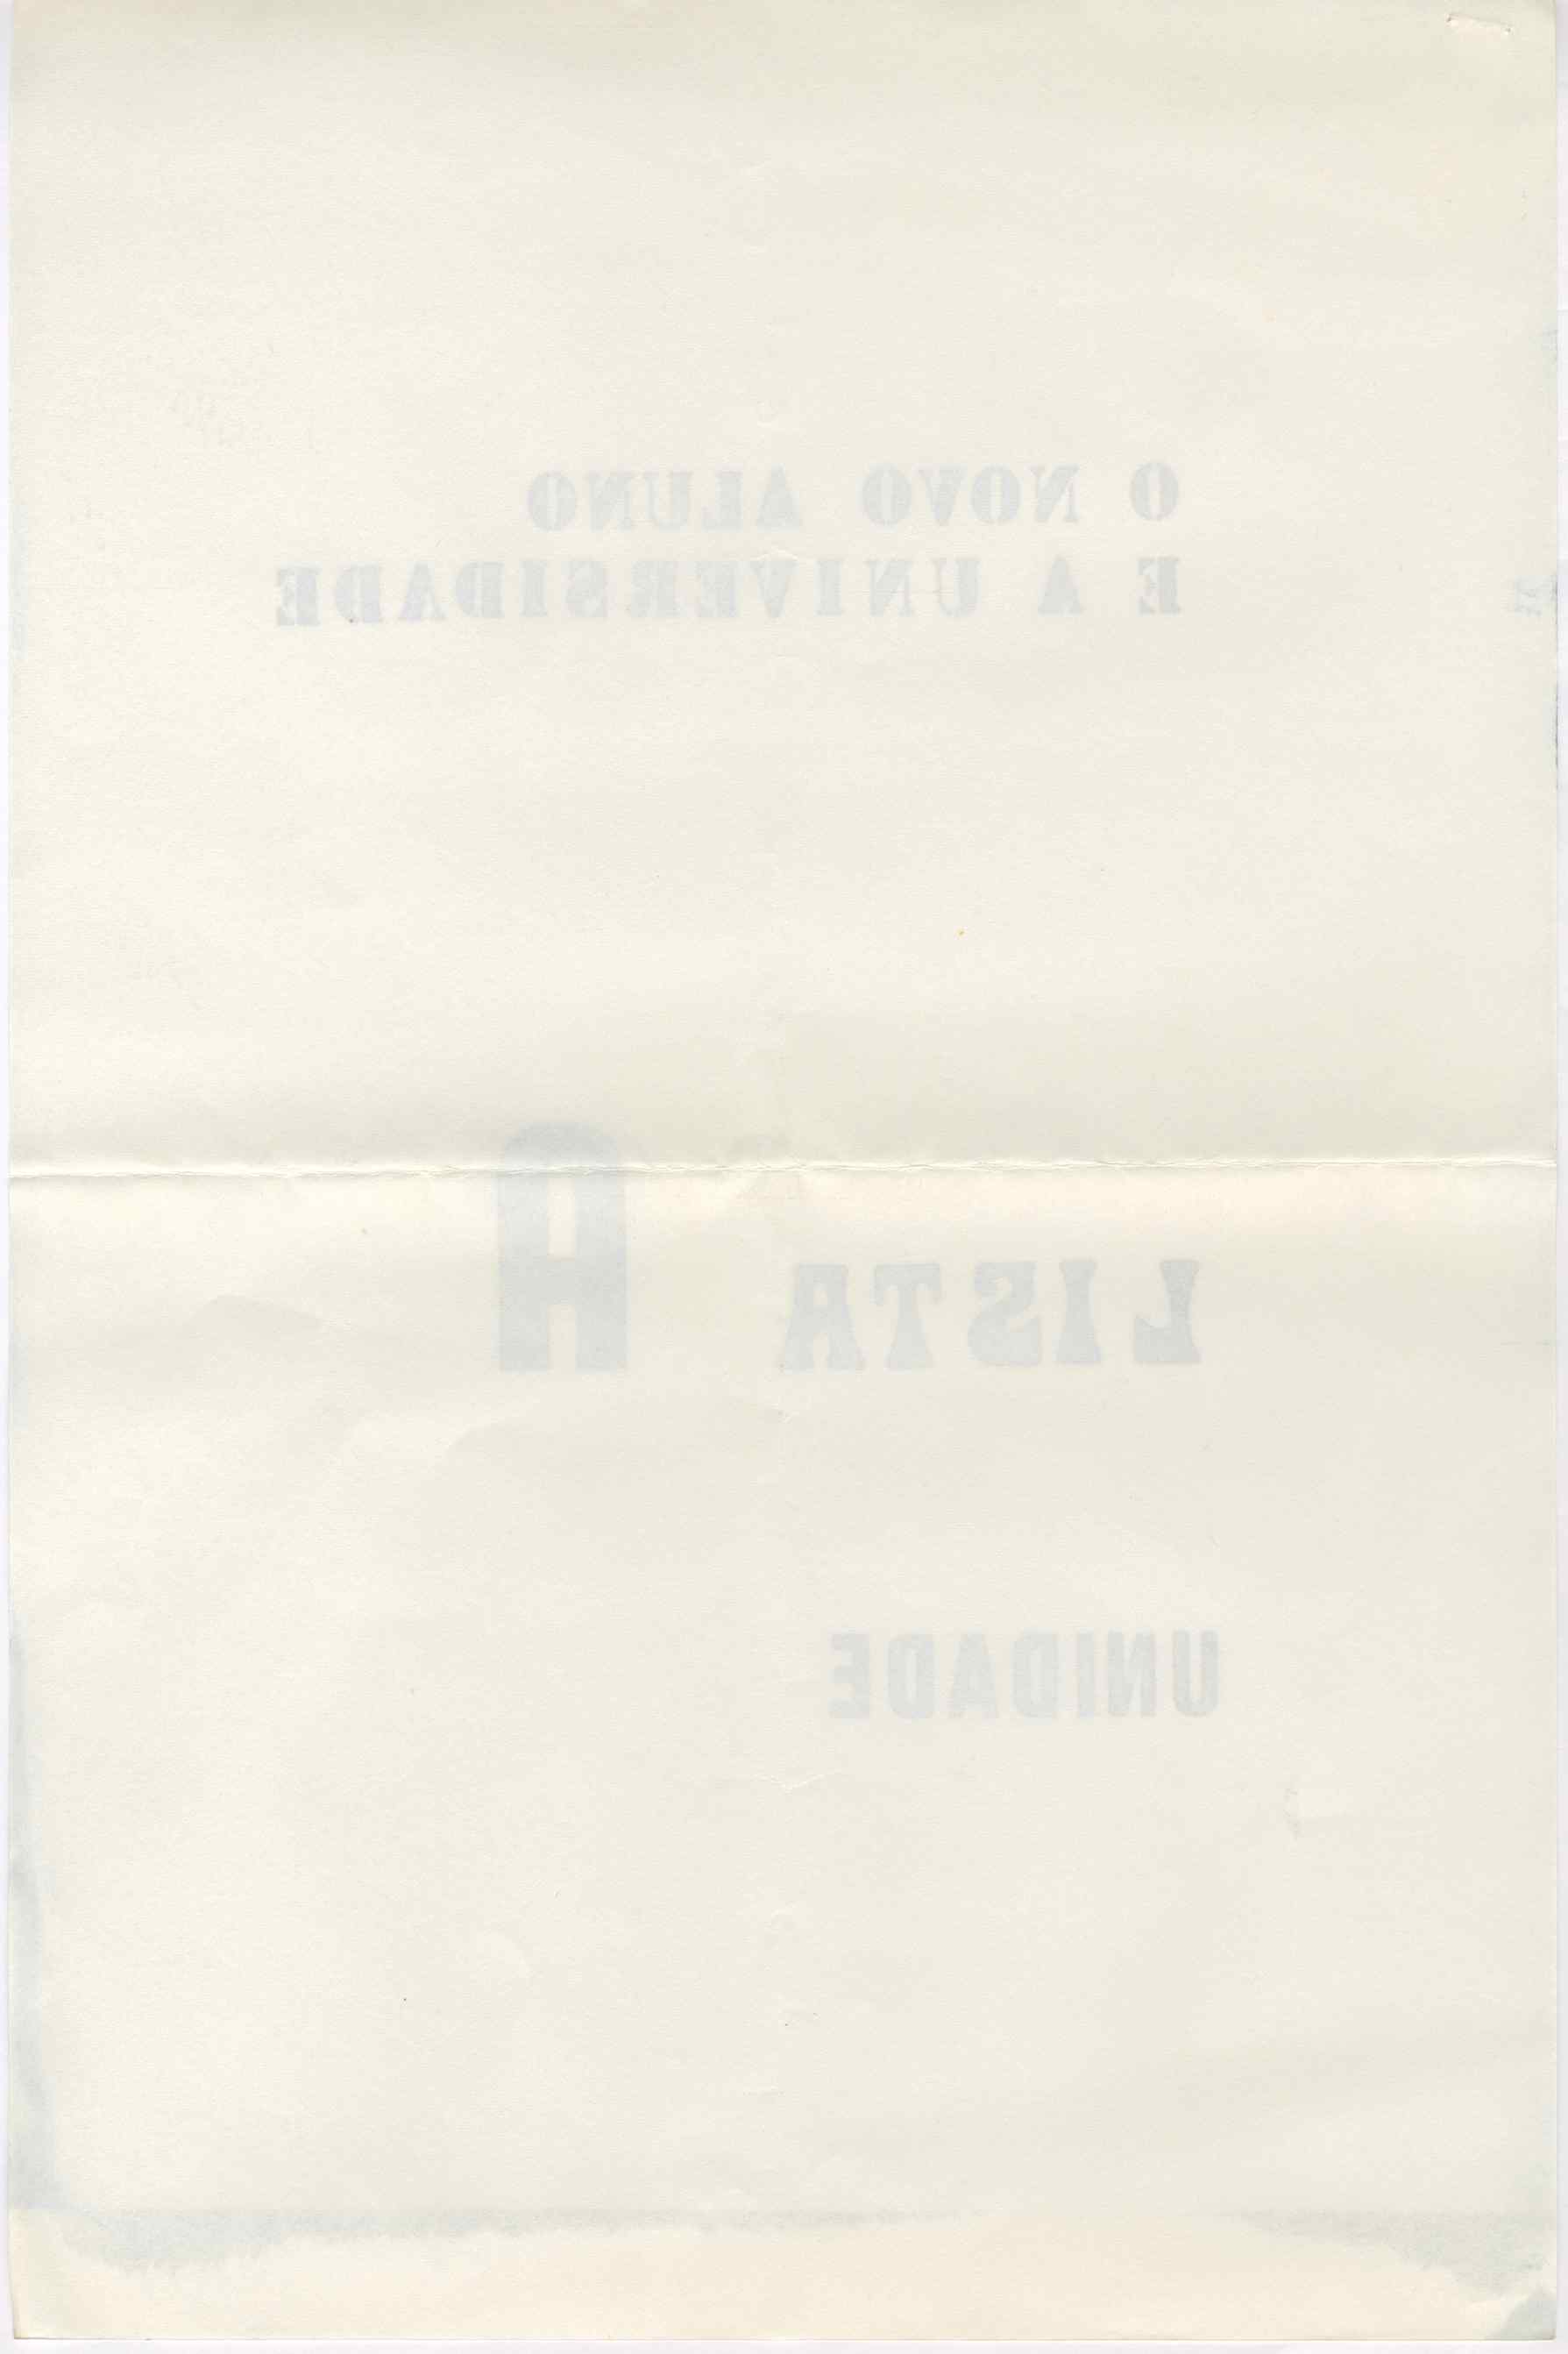 O NOVO ALUNO
E A UNIVERSIDADE
LISTA A
UNIDADE